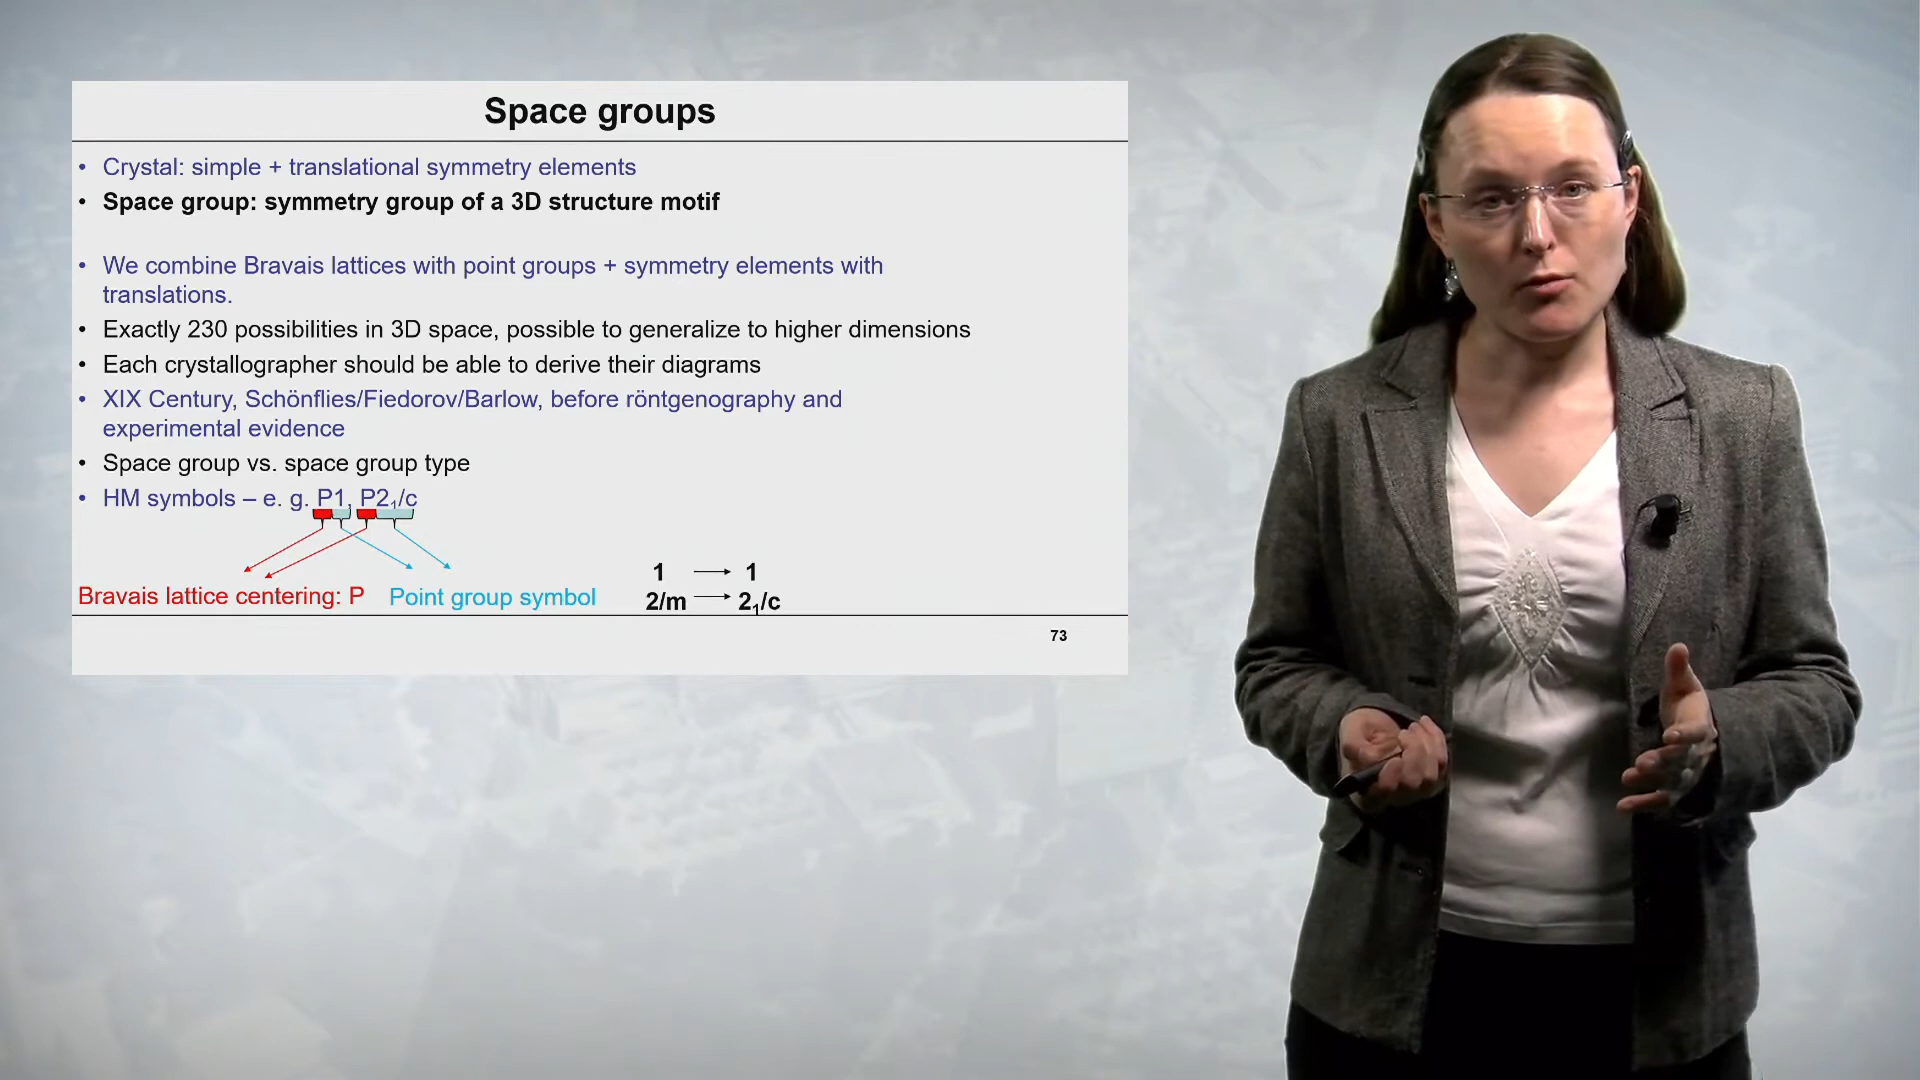 Space groups
• Crystal: simple + translational symmetry elements
• Space group: symmetry group of a 3D structure motif
• We combine Bravais lattices with point groups + symmetry elements with
translations.
• Exactly 230 possibilities in 3D space, possible to generalize to higher dimensions
• Each crystallographer should be able to derive their diagrams
• XIX Century, Schönflies/Fiedorov/Barlow, before röntgenography and
experimental evidence
• Space group vs. space group type
• HM symbols – e. g. P1, P2₁/c
1 → 1
Bravais lattice centering: P Point group symbol 2/m → 2₁/c
73